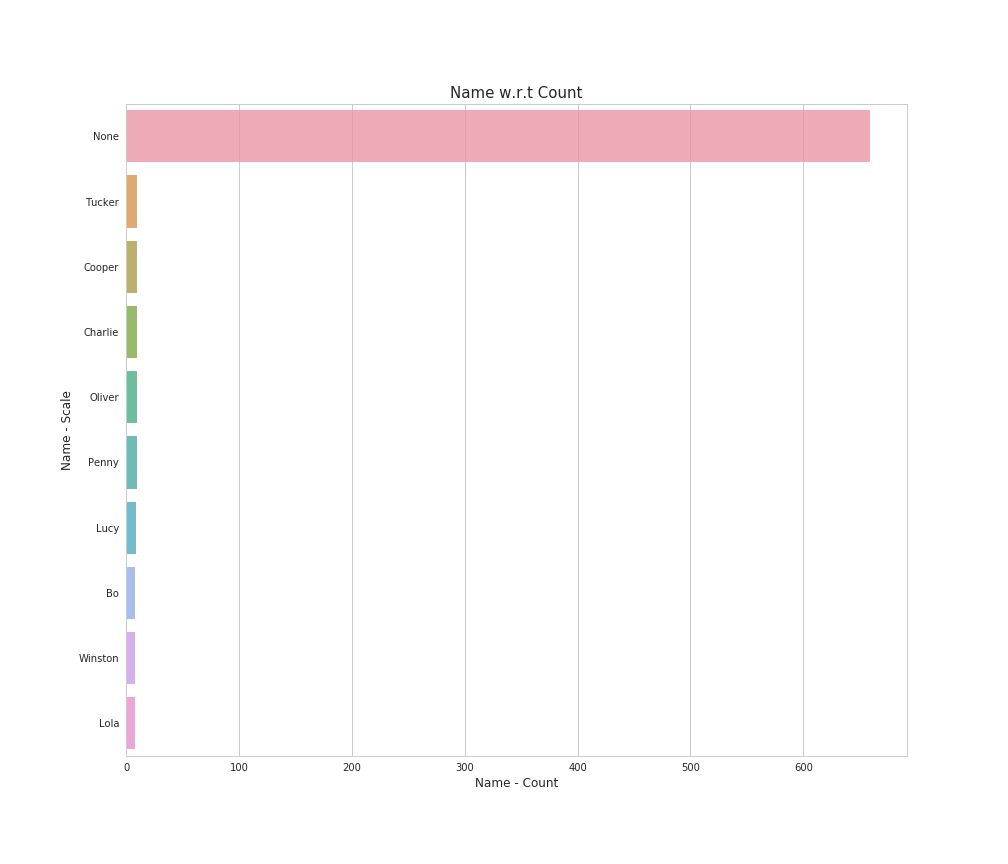 Name w.r.t Count
Name - Scale
None
Tucker
Cooper
Charlie
Oliver
Penny
Lucy
Bo
Winston
Lola
0 100 200 300 400 500 600
Name - Count